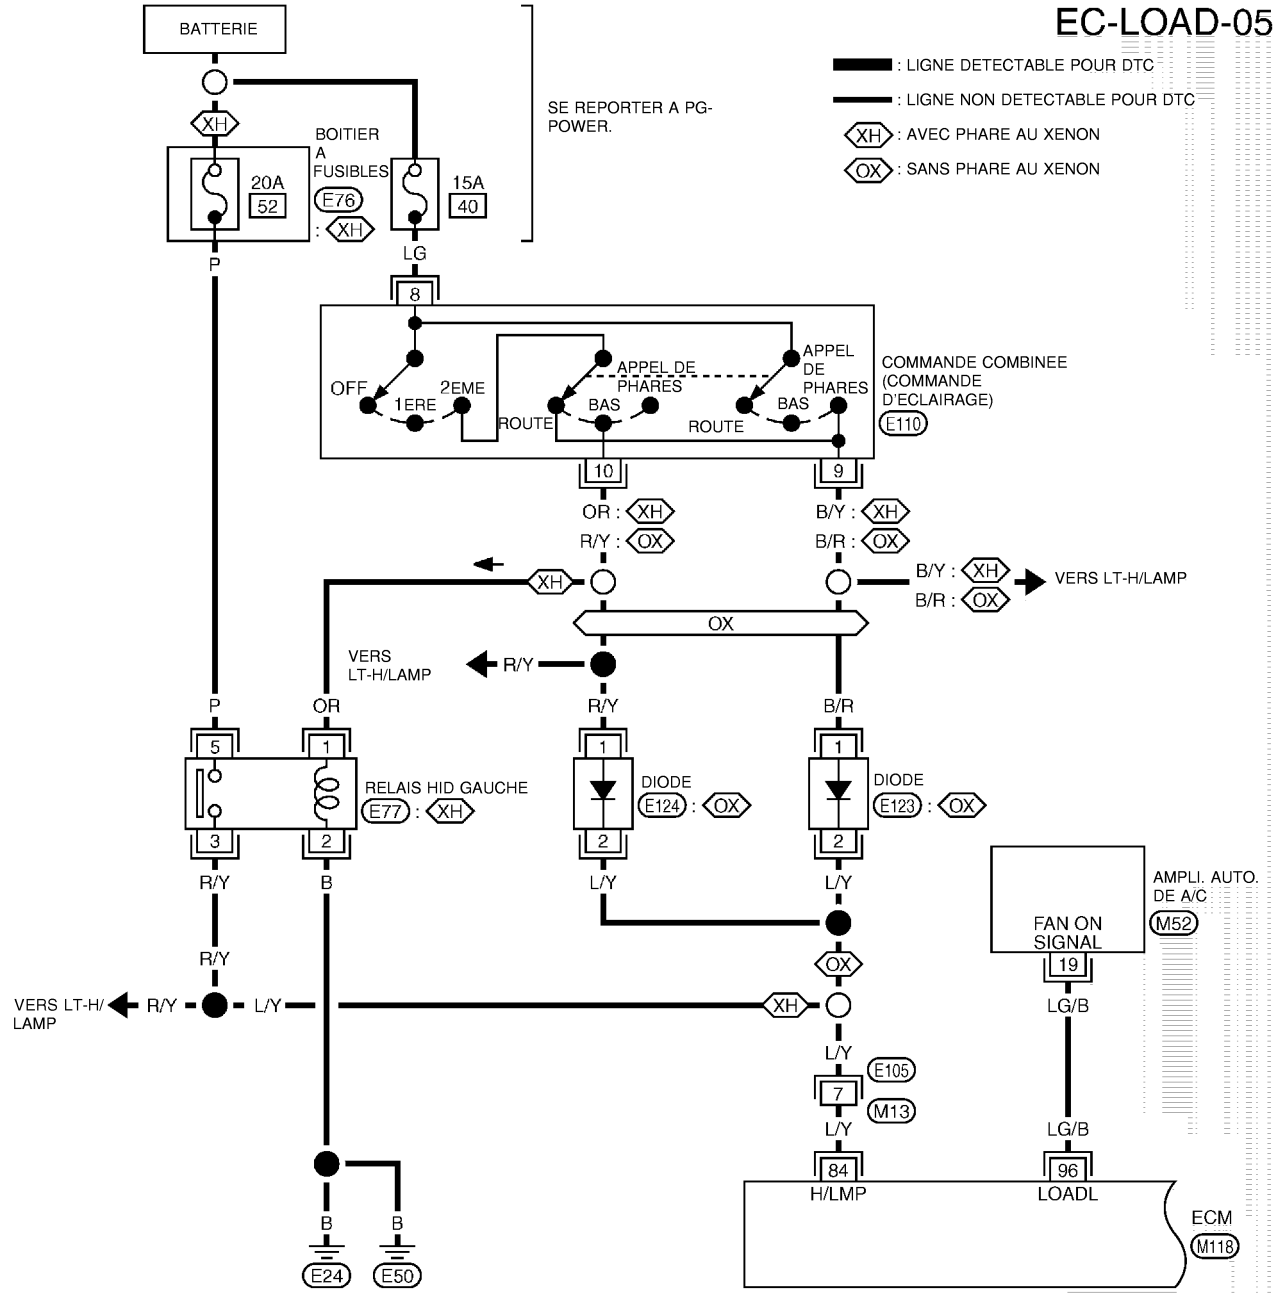 EC-LOAD-05
BATTERIE
: LIGNE DETECTABLE POUR DTC
: LIGNE NON DETECTABLE POUR DTC
XH : AVEC PHARE AU XENON
OX : SANS PHARE AU XENON
SE REPORTER A PG-
POWER.
XH
BOITIER
A
FUSIBLES
E76
: XH
20A
52
15A
40
P
LG
8
OFF
1ERE
2EME
APPEL DE
PHARES
ROUTE
BAS
APPEL
DE
PHARES
ROUTE
BAS
COMMANDE COMBINEE
(COMMANDE
D'ECLAIRAGE)
E110
10
9
OR : XH
R/Y : OX
B/Y : XH
B/R : OX
XH
B/Y : XH
B/R : OX
VERS LT-H/LAMP
OX
VERS
LT-H/LAMP
R/Y
P
OR
R/Y
B/R
5
1
1
1
RELAIS HID GAUCHE
E77 : XH
DIODE
E124 : OX
DIODE
E123 : OX
3
2
2
2
R/Y
B
L/Y
L/Y
AMPLI. AUTO.
DE A/C
M52
FAN ON
SIGNAL
19
R/Y
OX
VERS LT-H/
LAMP
R/Y
L/Y
XH
LG/B
L/Y
E105
7
M13
L/Y
LG/B
84
96
H/LMP
LOADL
ECM
M118
B
B
E24
E50